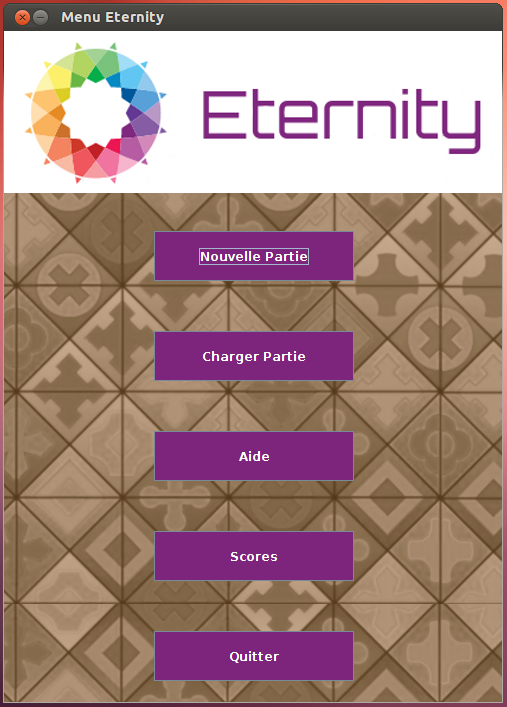 Menu Eternity
Eternity
Nouvelle Partie
Charger Partie
Aide
Scores
Quitter